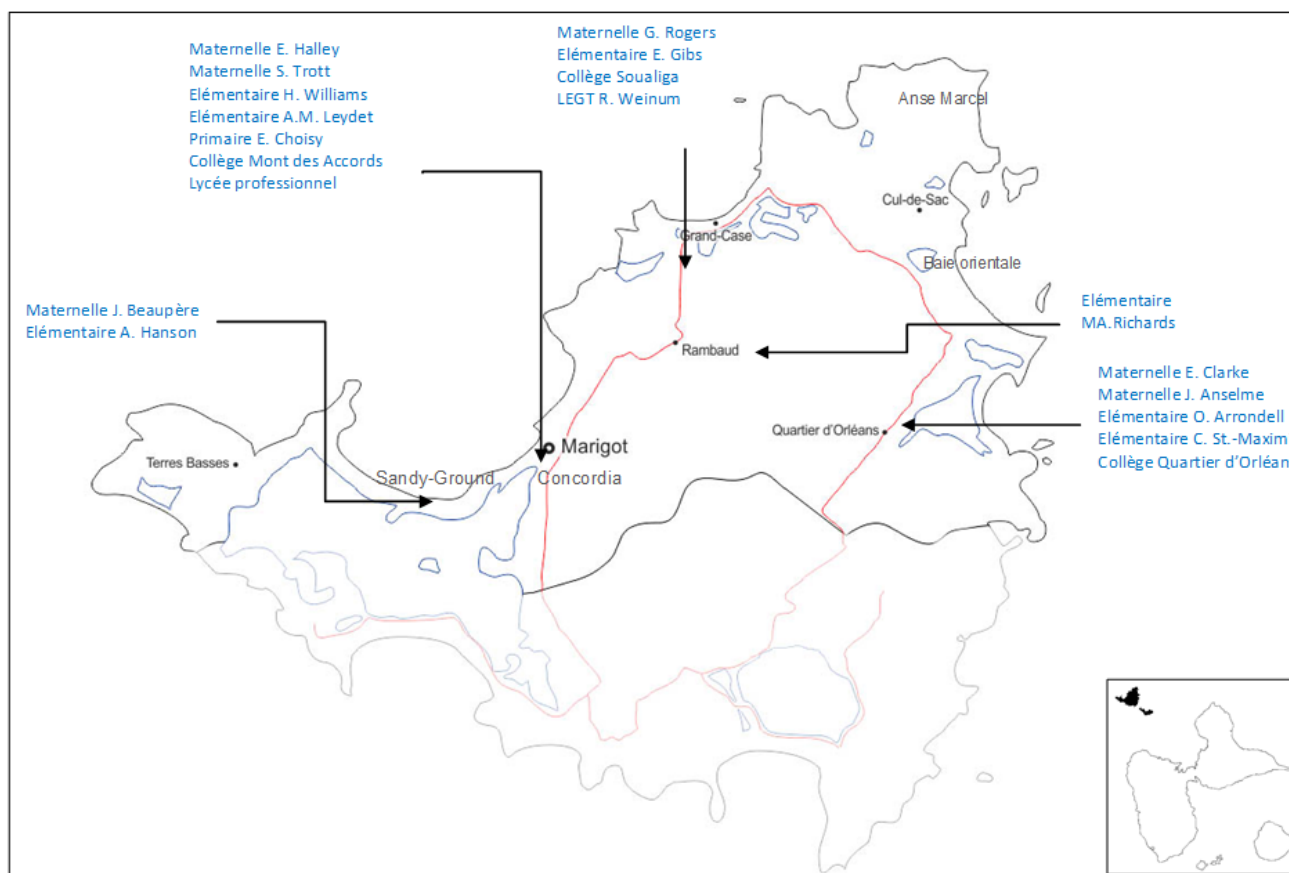 Maternelle E. Halley
Maternelle S. Trott
Elémentaire H. Williams
Elémentaire A.M. Leydet
Primaire E. Choisy
Collège Mont des Accords
Lycée professionnel
Maternelle G. Rogers
Elémentaire E. Gibs
Collège Soualiga
LEGT R. Weinum
Anse Marcel
Cul-de-Sac
Grand-Case
Baie orientale
Maternelle J. Beaupère
Elémentaire A. Hanson
Elémentaire
MA.Richards
Rambaud
Maternelle E. Clarke
Maternelle J. Anselme
Elémentaire O. Arrondell
Elémentaire C. St.-Maxim
Collège Quartier d'Orléan
Quartier d'Orléans
Marigot
Terres Basses
Sandy-Ground
Concordia